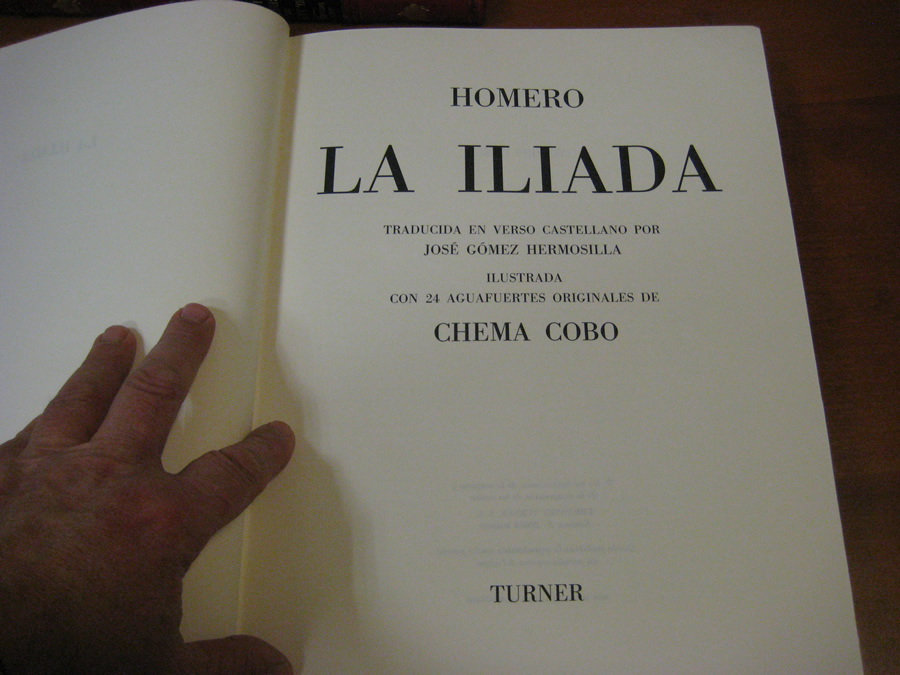 HOMERO
LA ILIADA
TRADUCIDA EN VERSO CASTELLANO POR
JOSÉ GÓMEZ HERMOSILLA
ILUSTRADA
CON 24 AGUAFUERTES ORIGINALES DE
CHEMA COBO
TURNER